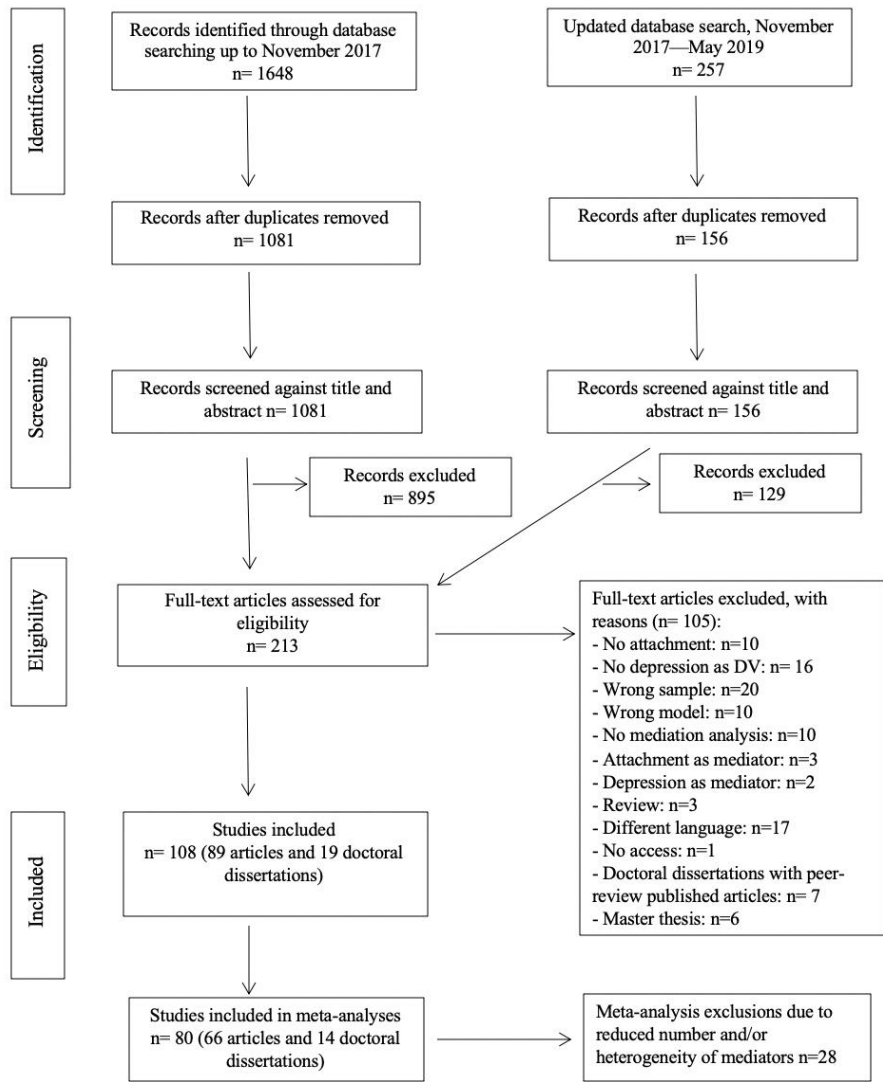 Identification
Records identified through database
searching up to November 2017
n= 1648
Updated database search, November
2017—May 2019
n= 257
Records after duplicates removed
n= 1081
Records after duplicates removed
n= 156
Screening
Records screened against title and
abstract n= 1081
Records screened against title and
abstract n= 156
Records excluded
n= 895
Records excluded
n= 129
Eligibility
Full-text articles assessed for
eligibility
n= 213
Full-text articles excluded, with
reasons (n= 105):
- No attachment: n=10
- No depression as DV: n= 16
- Wrong sample: n=20
- Wrong model: n=10
- No mediation analysis: n=10
- Attachment as mediator: n=3
- Depression as mediator: n=2
- Review: n=3
- Different language: n=17
- No access: n=1
- Doctoral dissertations with peer-
review published articles: n= 7
- Master thesis: n=6
Included
Studies included
n= 108 (89 articles and 19 doctoral
dissertations)
Studies included in meta-analyses
n= 80 (66 articles and 14 doctoral
dissertations)
Meta-analysis exclusions due to
reduced number and/or
heterogeneity of mediators n=28